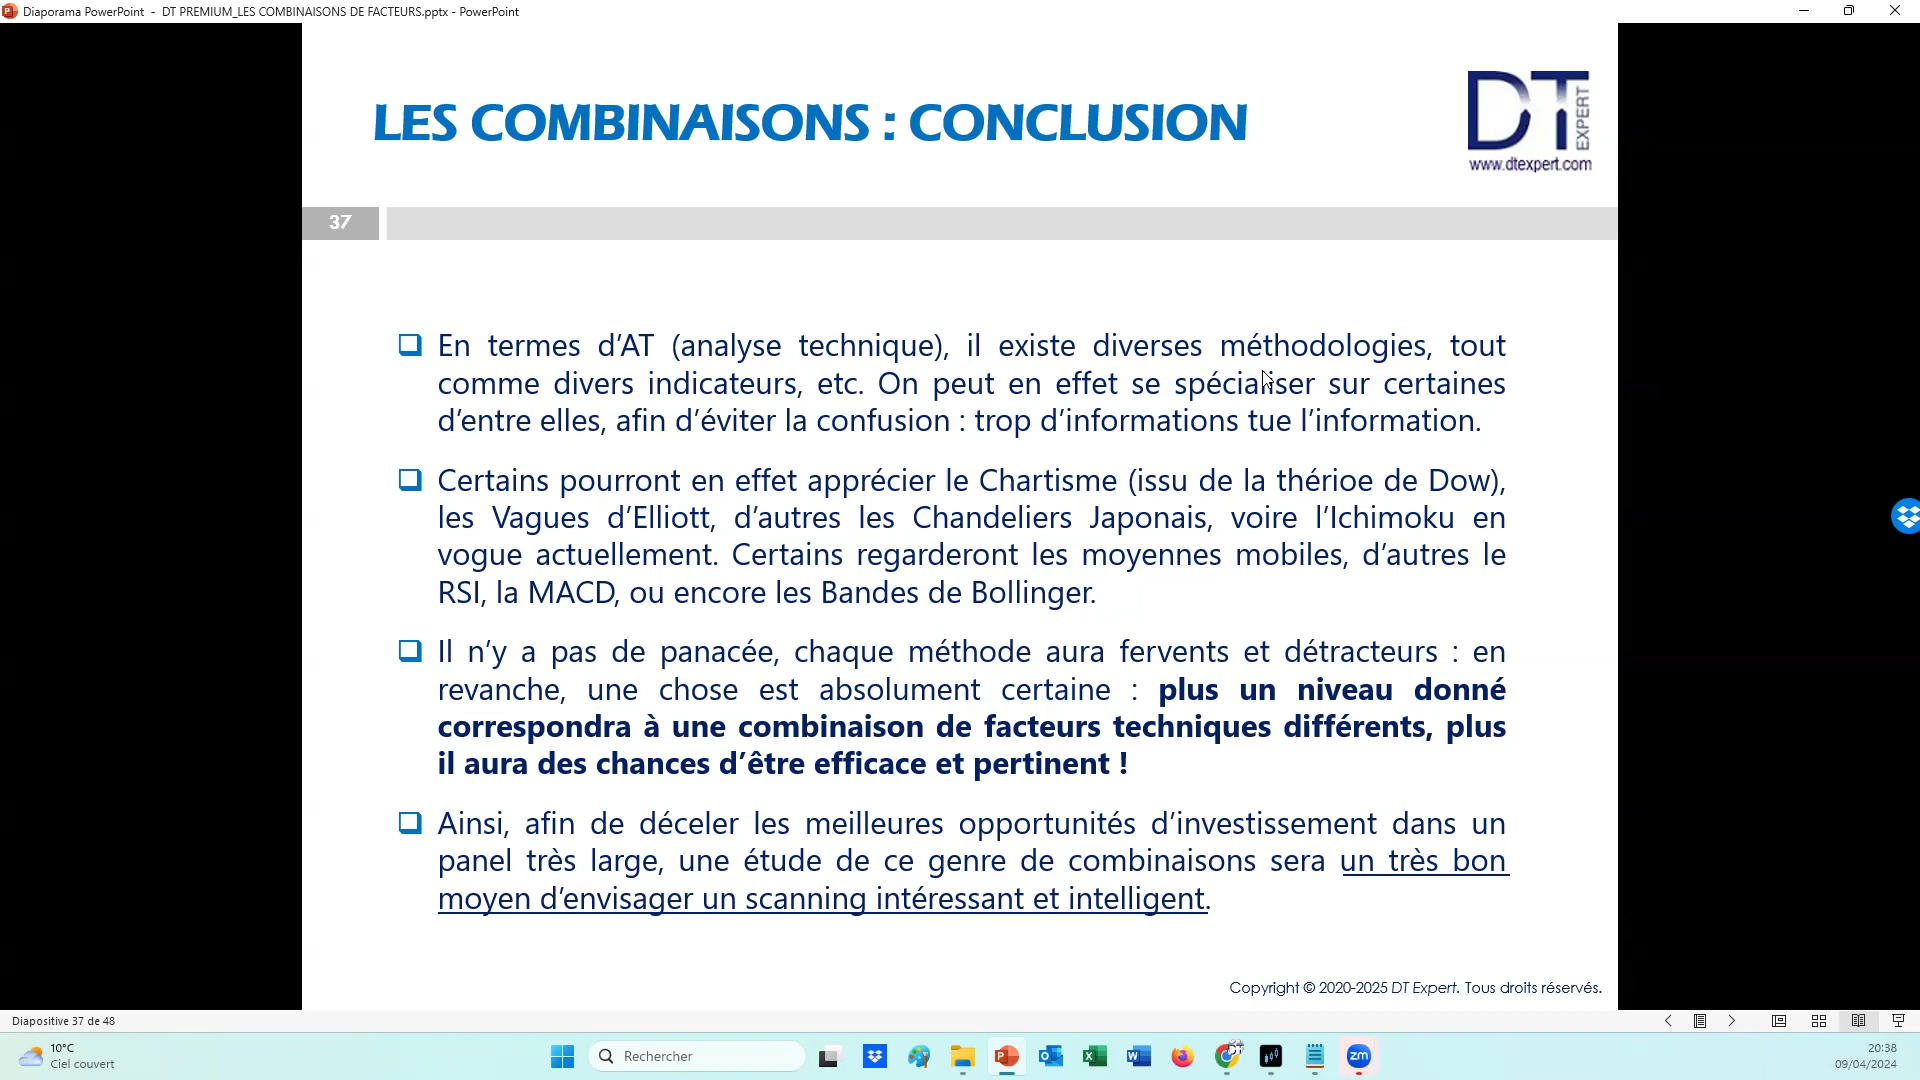 Diaporama PowerPoint - DT PREMIUM_LES COMBINAISONS DE FACTEURS.pptx - PowerPoint
LES COMBINAISONS : CONCLUSION
DT
EXPERT
www.dtexpert.com
37
En termes d’AT (analyse technique), il existe diverses méthodologies, tout
comme divers indicateurs, etc. On peut en effet se spécialiser sur certaines
d’entre elles, afin d’éviter la confusion : trop d’informations tue l’information.
Certains pourront en effet apprécier le Chartisme (issu de la thérioe de Dow),
les Vagues d’Elliott, d’autres les Chandeliers Japonais, voire l’Ichimoku en
vogue actuellement. Certains regarderont les moyennes mobiles, d’autres le
RSI, la MACD, ou encore les Bandes de Bollinger.
Il n’y a pas de panacée, chaque méthode aura fervents et détracteurs : en
revanche, une chose est absolument certaine : plus un niveau donné
correspondra à une combinaison de facteurs techniques différents, plus
il aura des chances d’être efficace et pertinent !
Ainsi, afin de déceler les meilleures opportunités d’investissement dans un
panel très large, une étude de ce genre de combinaisons sera un très bon
moyen d’envisager un scanning intéressant et intelligent.
Copyright © 2020-2025 DT Expert. Tous droits réservés.
Diapositive 37 de 48
10°C
Ciel couvert
Rechercher
zm
20:38
09/04/2024